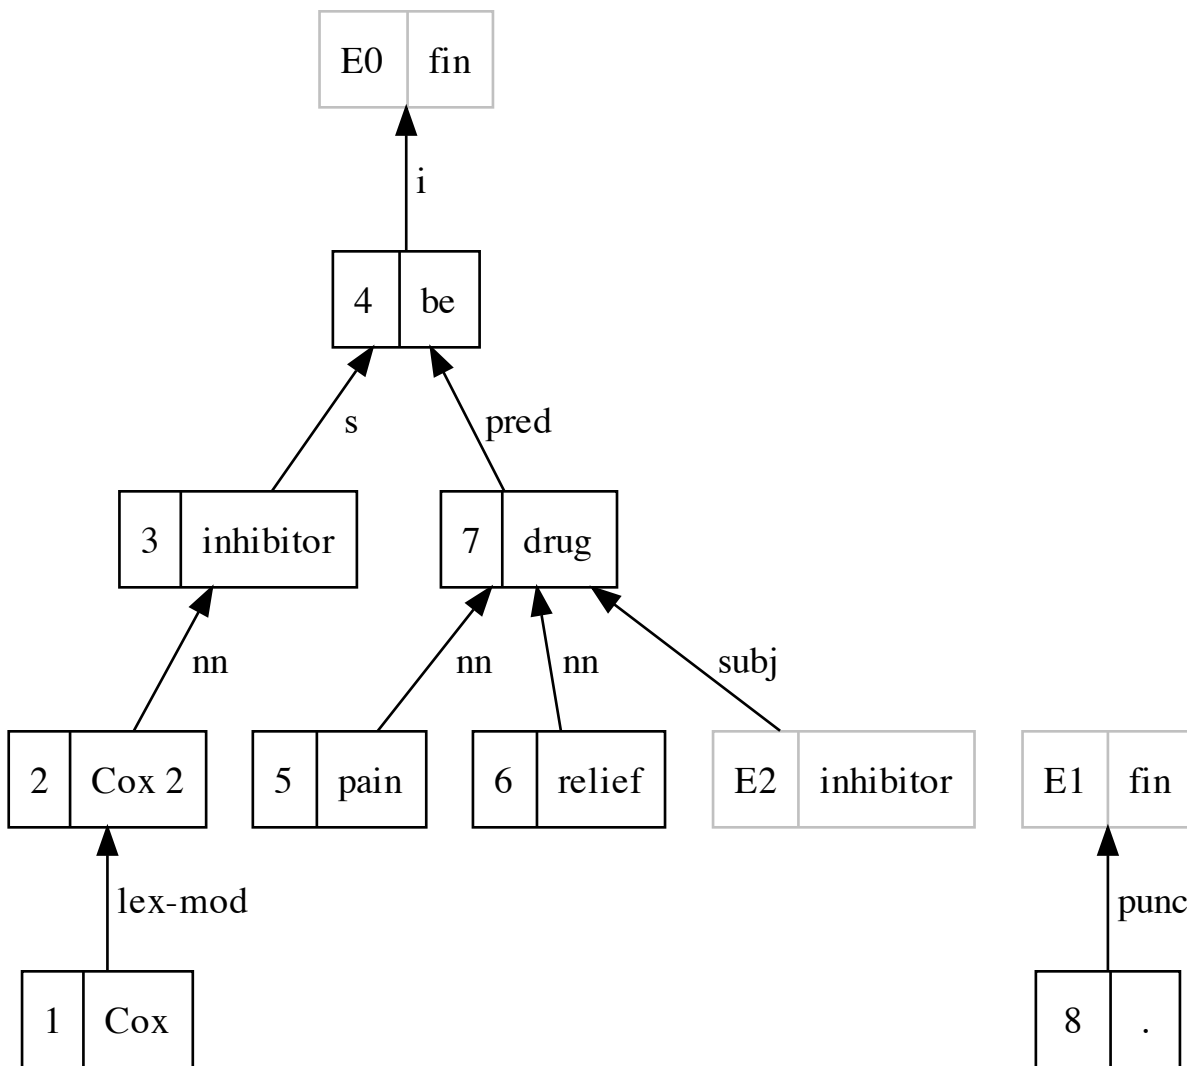 E0 fin
i
4 be
s pred
3 inhibitor 7 drug
nn nn nn subj
2 Cox 2 5 pain 6 relief E2 inhibitor E1 fin
lex-mod punc
1 Cox 8 .